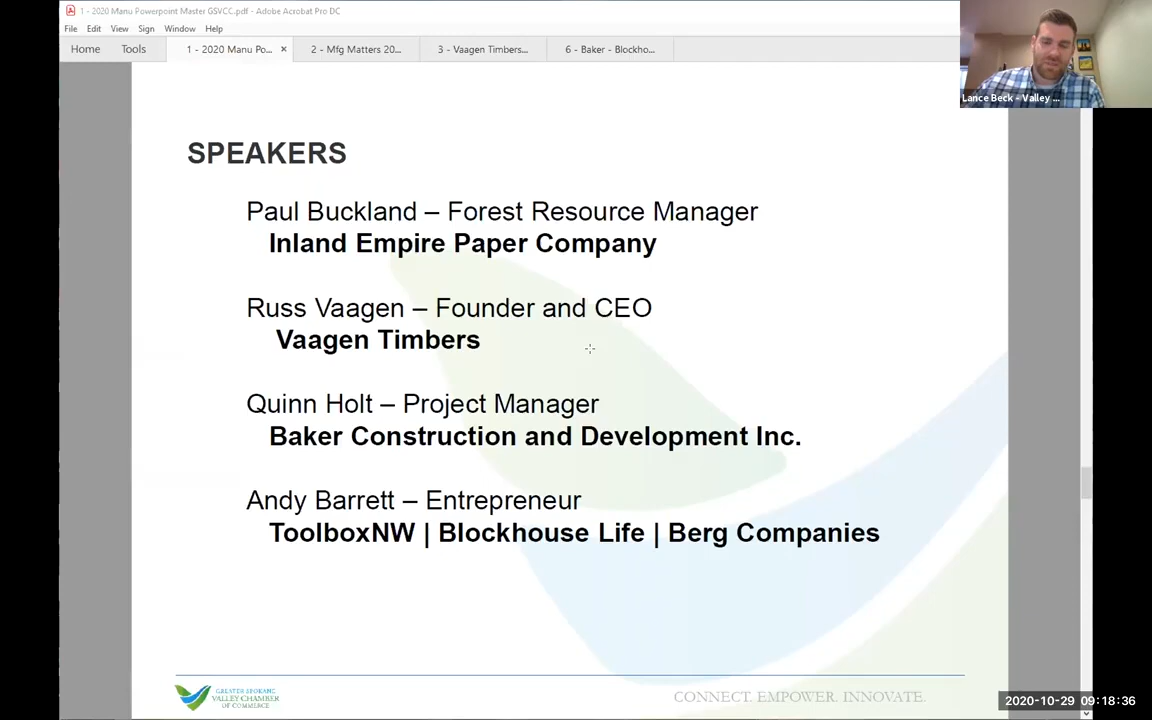 1 - 2020 Manu Powerpoint Master GSVCC.pdf - Adobe Acrobat Pro DC
File Edit View Sign Window Help
Home Tools 1 - 2020 Manu Po... × 2 - Mfg Matters 20... 3 - Vaagen Timbers... 6 - Baker - Blockho...
Lance Beck - Valley ...
SPEAKERS
Paul Buckland – Forest Resource Manager
Inland Empire Paper Company
Russ Vaagen – Founder and CEO
Vaagen Timbers
Quinn Holt – Project Manager
Baker Construction and Development Inc.
Andy Barrett – Entrepreneur
ToolboxNW | Blockhouse Life | Berg Companies
GREATER SPOKANE
VALLEY CHAMBER
OF COMMERCE
CONNECT. EMPOWER. INNOVATE.
2020-10-29 09:18:36